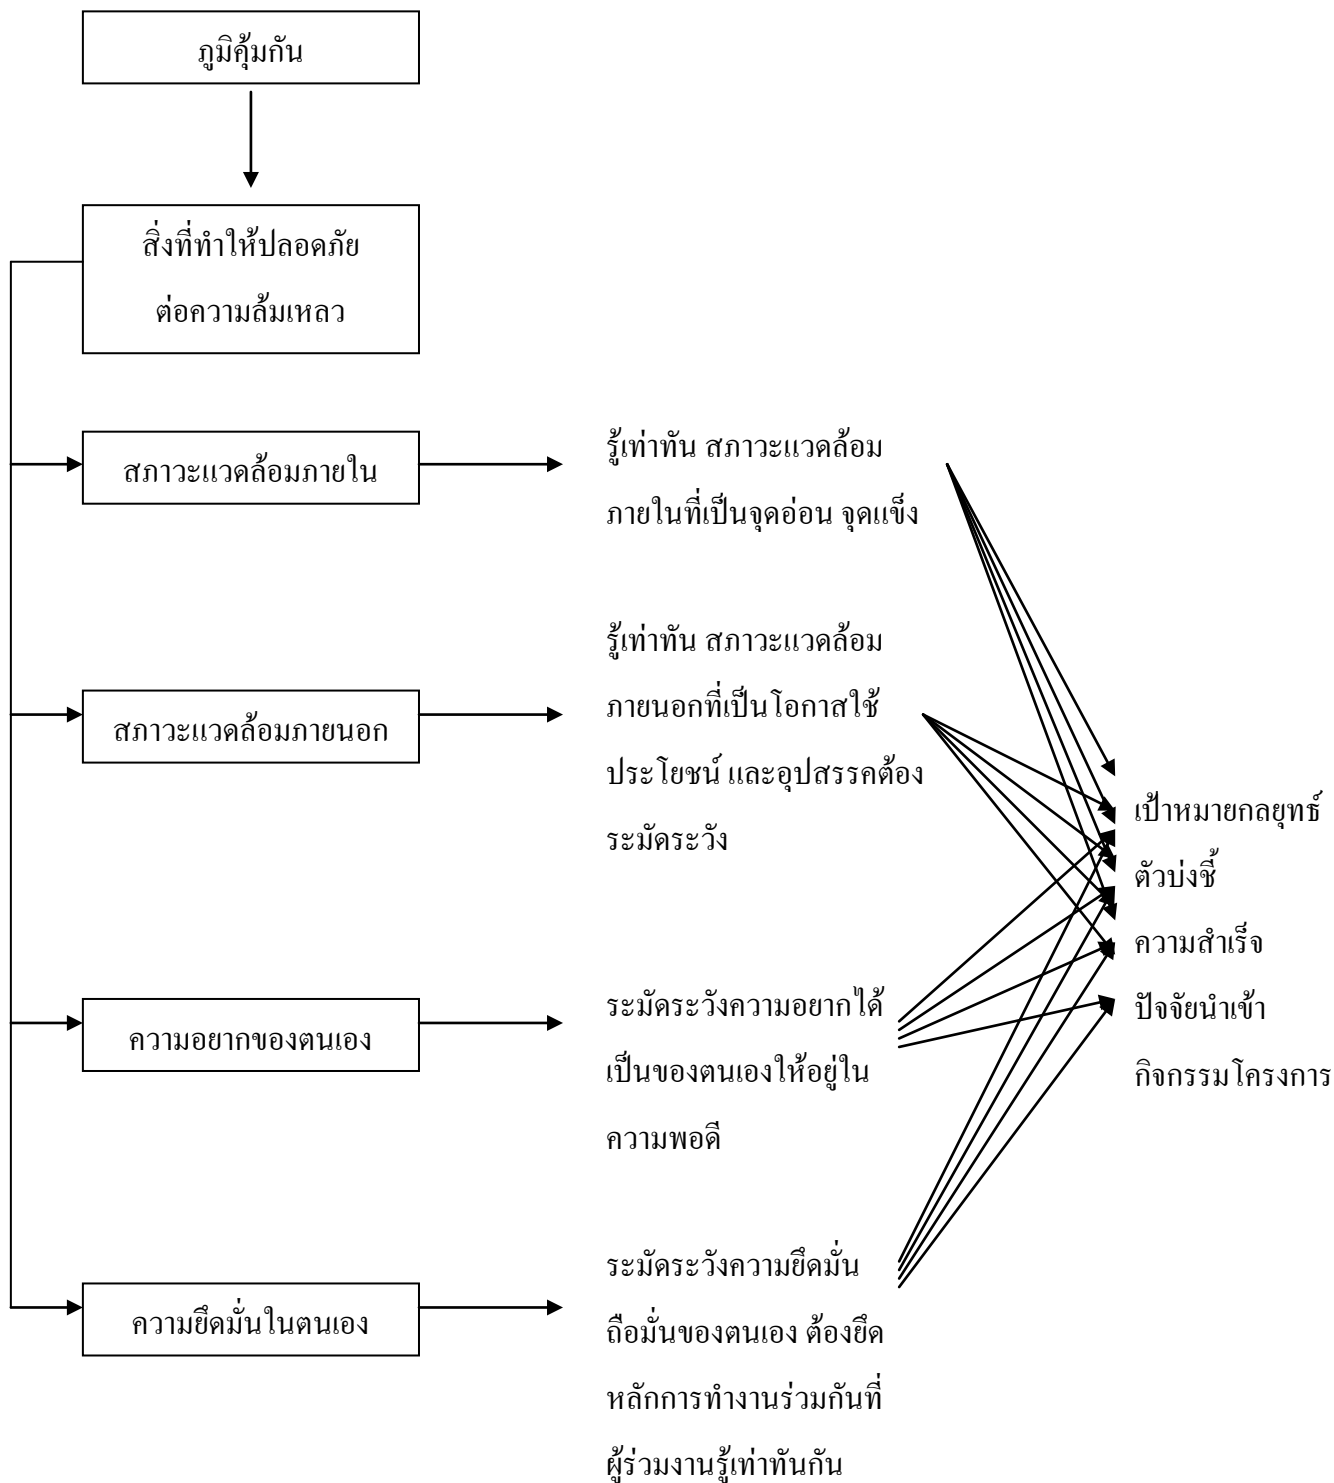 ภูมิคุ้มกัน
สิ่งที่ทำให้ปลอดภัย
ต่อความล้มเหลว
สภาวะแวดล้อมภายใน
รู้เท่าทัน สภาวะแวดล้อม
ภายในที่เป็นจุดอ่อน จุดแข็ง
สภาวะแวดล้อมภายนอก
รู้เท่าทัน สภาวะแวดล้อม
ภายนอกที่เป็นโอกาสใช้
ประโยชน์ และอุปสรรคต้อง
ระมัดระวัง
ความอยากของตนเอง
ระมัดระวังความอยากได้
เป็นของตนเองให้อยู่ใน
ความพอดี
ความยึดมั่นในตนเอง
ระมัดระวังความยึดมั่น
ถือมั่นของตนเอง ต้องยึด
หลักการทำงานร่วมกันที่
ผู้ร่วมงานรู้เท่าทันกัน
เป้าหมายกลยุทธ์
ตัวบ่งชี้
ความสำเร็จ
ปัจจัยนำเข้า
กิจกรรมโครงการ